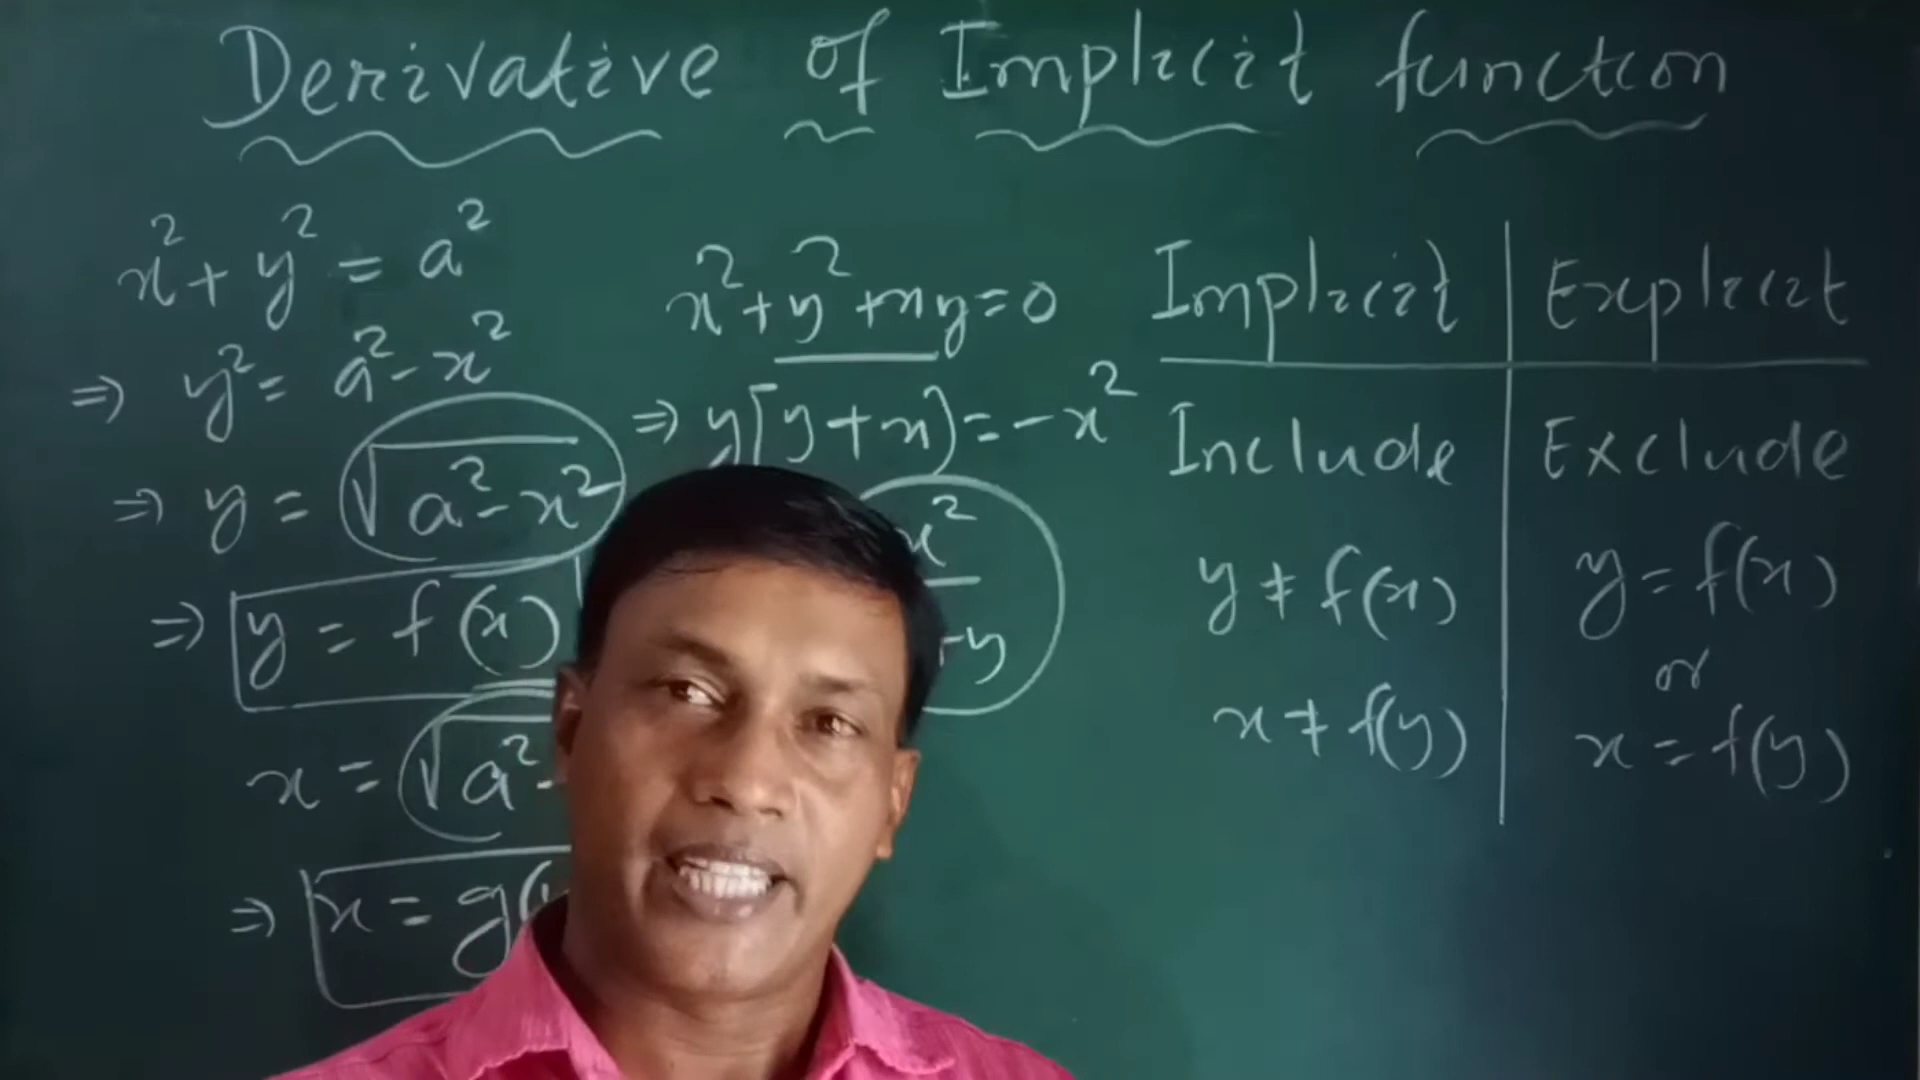 Derivative of Implicit function
x² + y² = a²
⇒ y² = a² - x²
⇒ y = √a² - x²
⇒ y = f(x)
x = √a² -
⇒ x = g(
x² + y² + xy = 0
⇒ y[y + x] = -x²
x²
+y
Implicit | Explicit
Include | Exclude
y ≠ f(x) | y = f(x)
or
x ≠ f(y) | x = f(y)